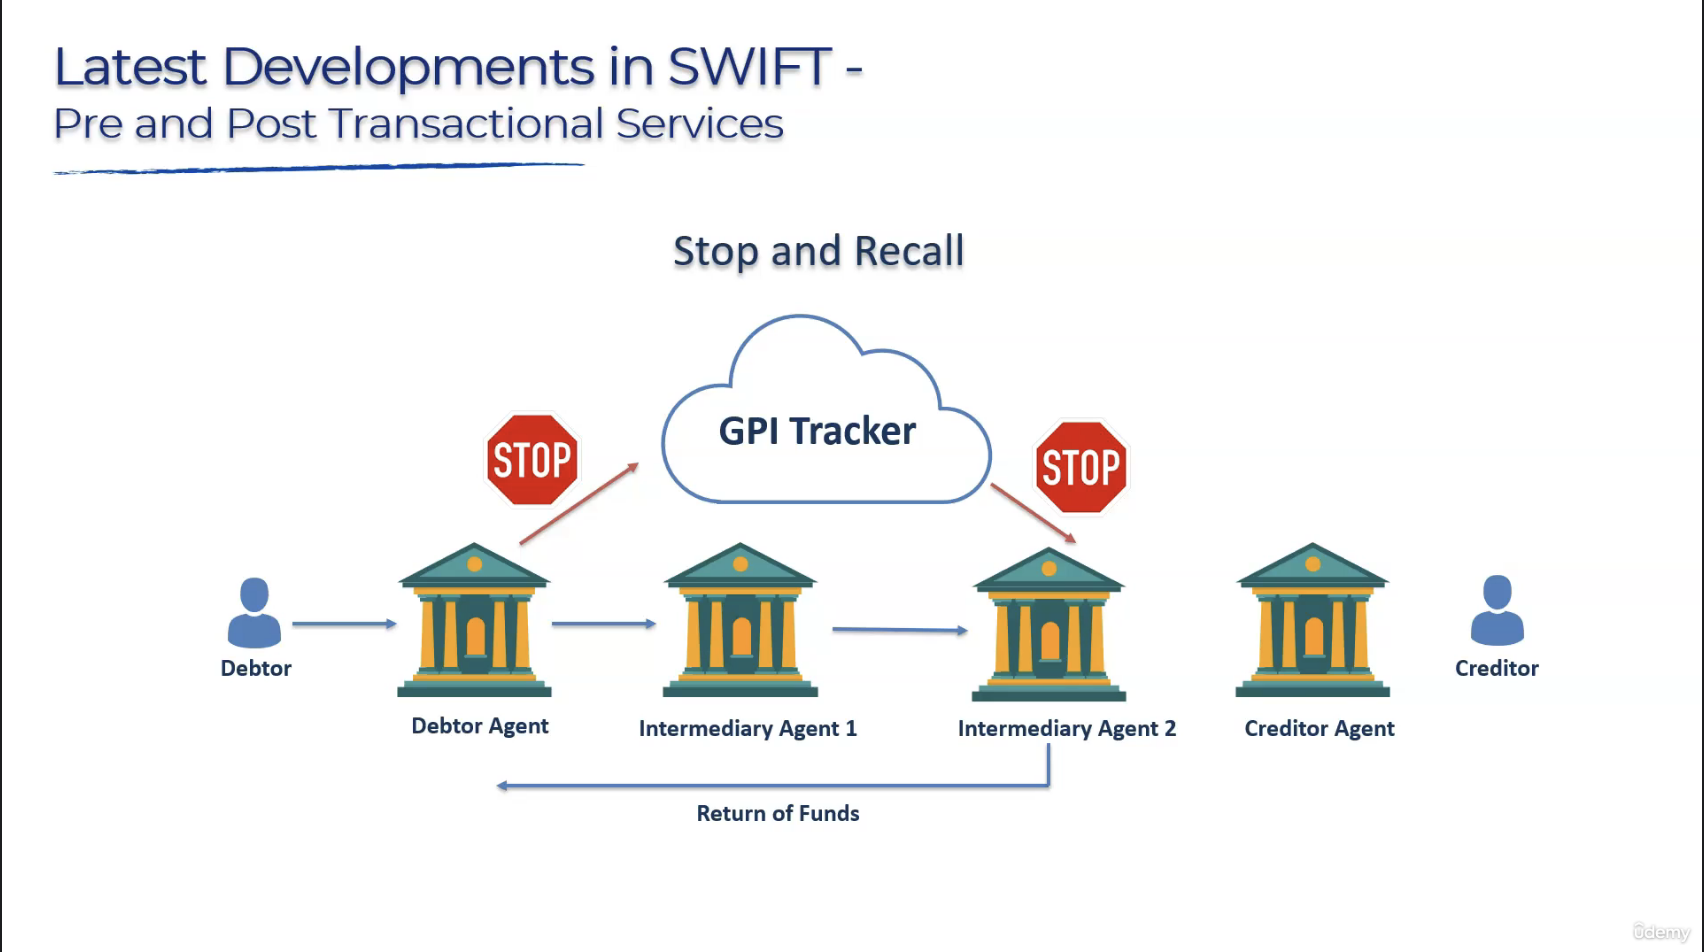 Latest Developments in SWIFT -
Pre and Post Transactional Services
Stop and Recall
GPI Tracker
STOP
STOP
Debtor
Creditor
Debtor Agent
Intermediary Agent 1
Intermediary Agent 2
Creditor Agent
Return of Funds
ûdemy